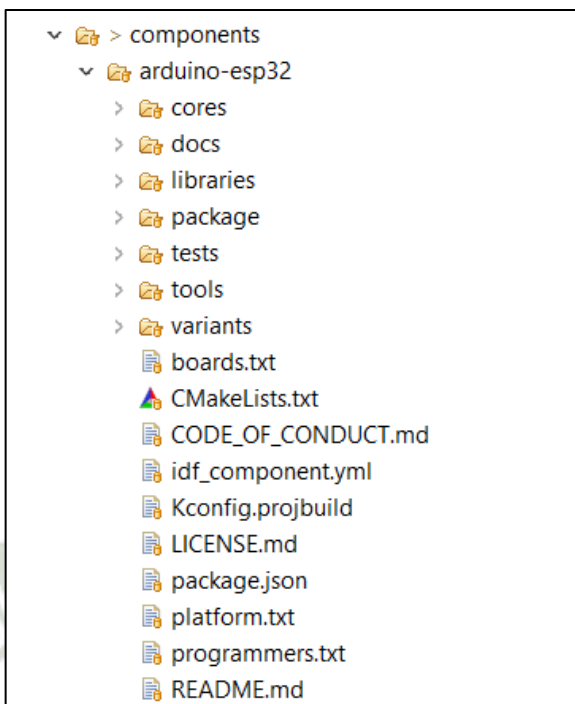 > components
arduino-esp32
cores
docs
libraries
package
tests
tools
variants
boards.txt
CMakeLists.txt
CODE_OF_CONDUCT.md
idf_component.yml
Kconfig.projbuild
LICENSE.md
package.json
platform.txt
programmers.txt
README.md